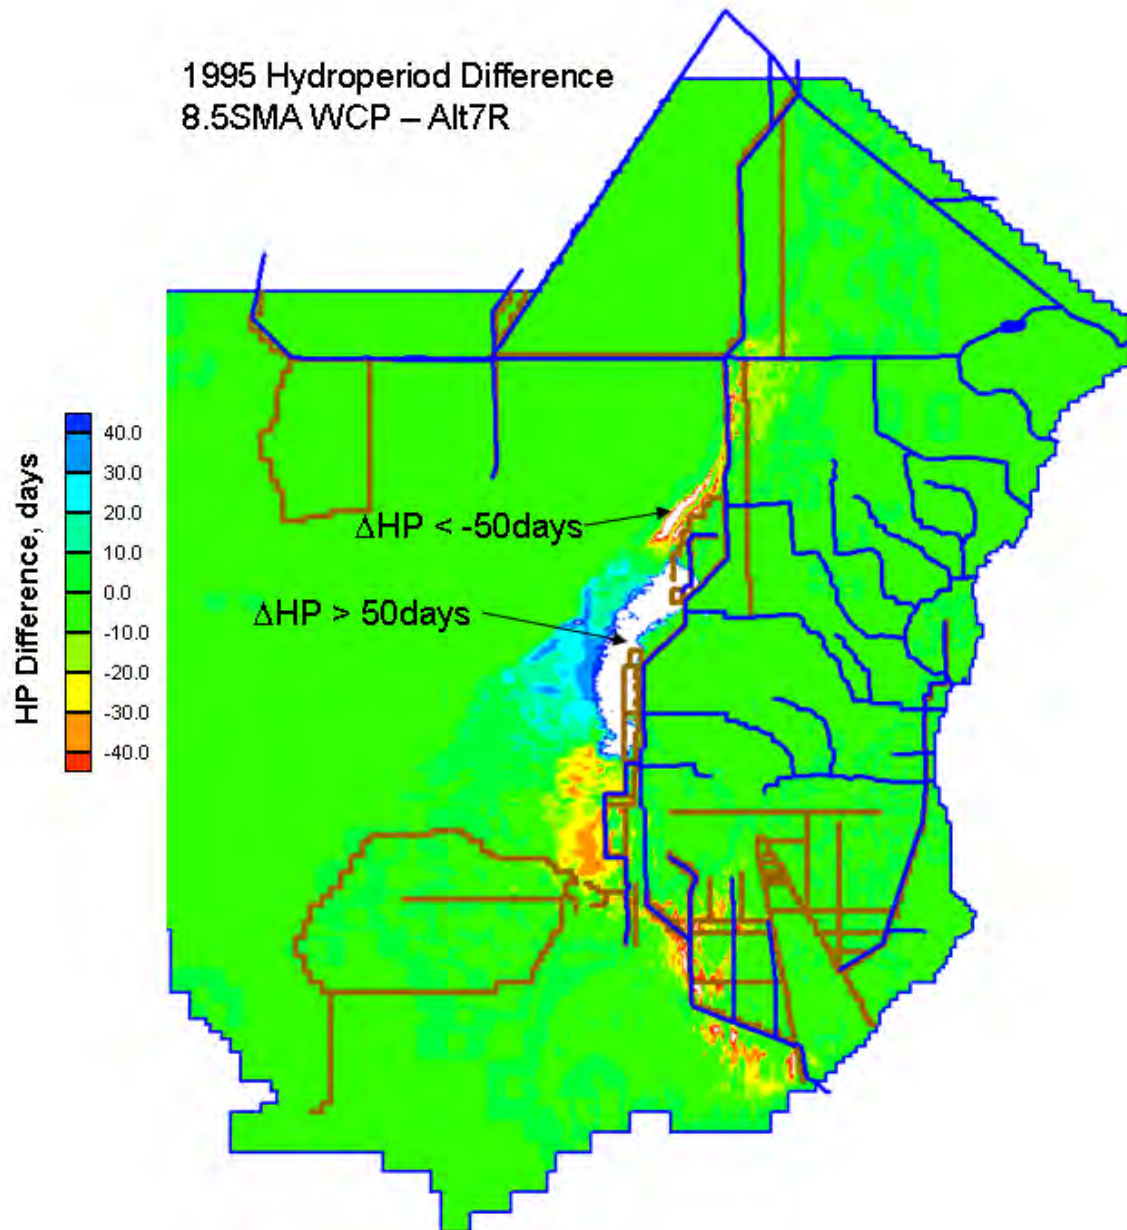 1995 Hydroperiod Difference
8.5SMA WCP – Alt7R
HP Difference, days
40.0
30.0
20.0
10.0
0.0
-10.0
-20.0
-30.0
-40.0
ΔHP < -50days
ΔHP > 50days